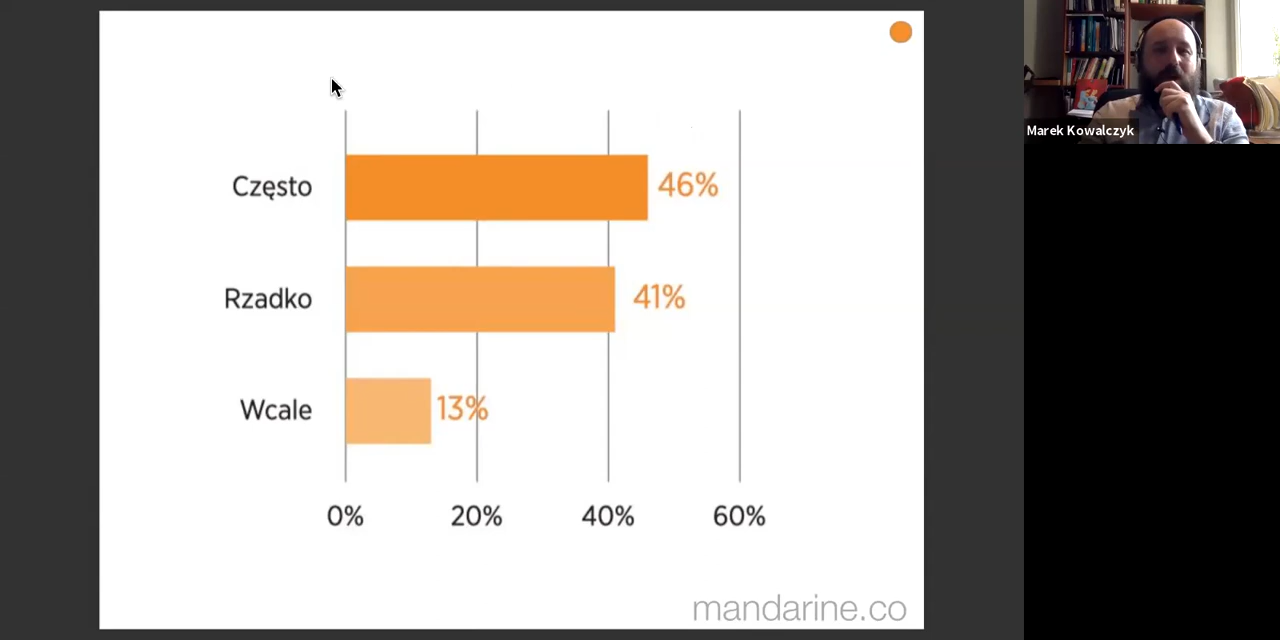 Często 46%
Rzadko 41%
Wcale 13%
0% 20% 40% 60%
mandarine.co
Marek Kowalczyk